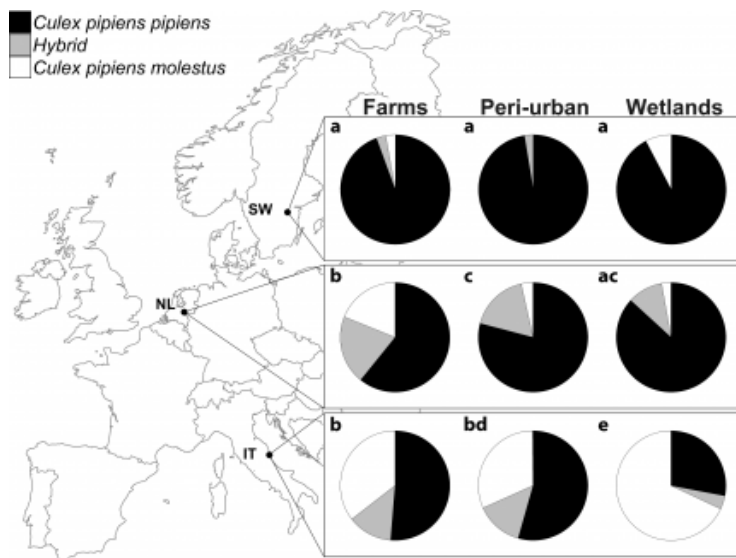 Culex pipiens pipiens
Hybrid
Culex pipiens molestus
Farms Peri-urban Wetlands
a a a
SW
b c ac
NL
b bd e
IT